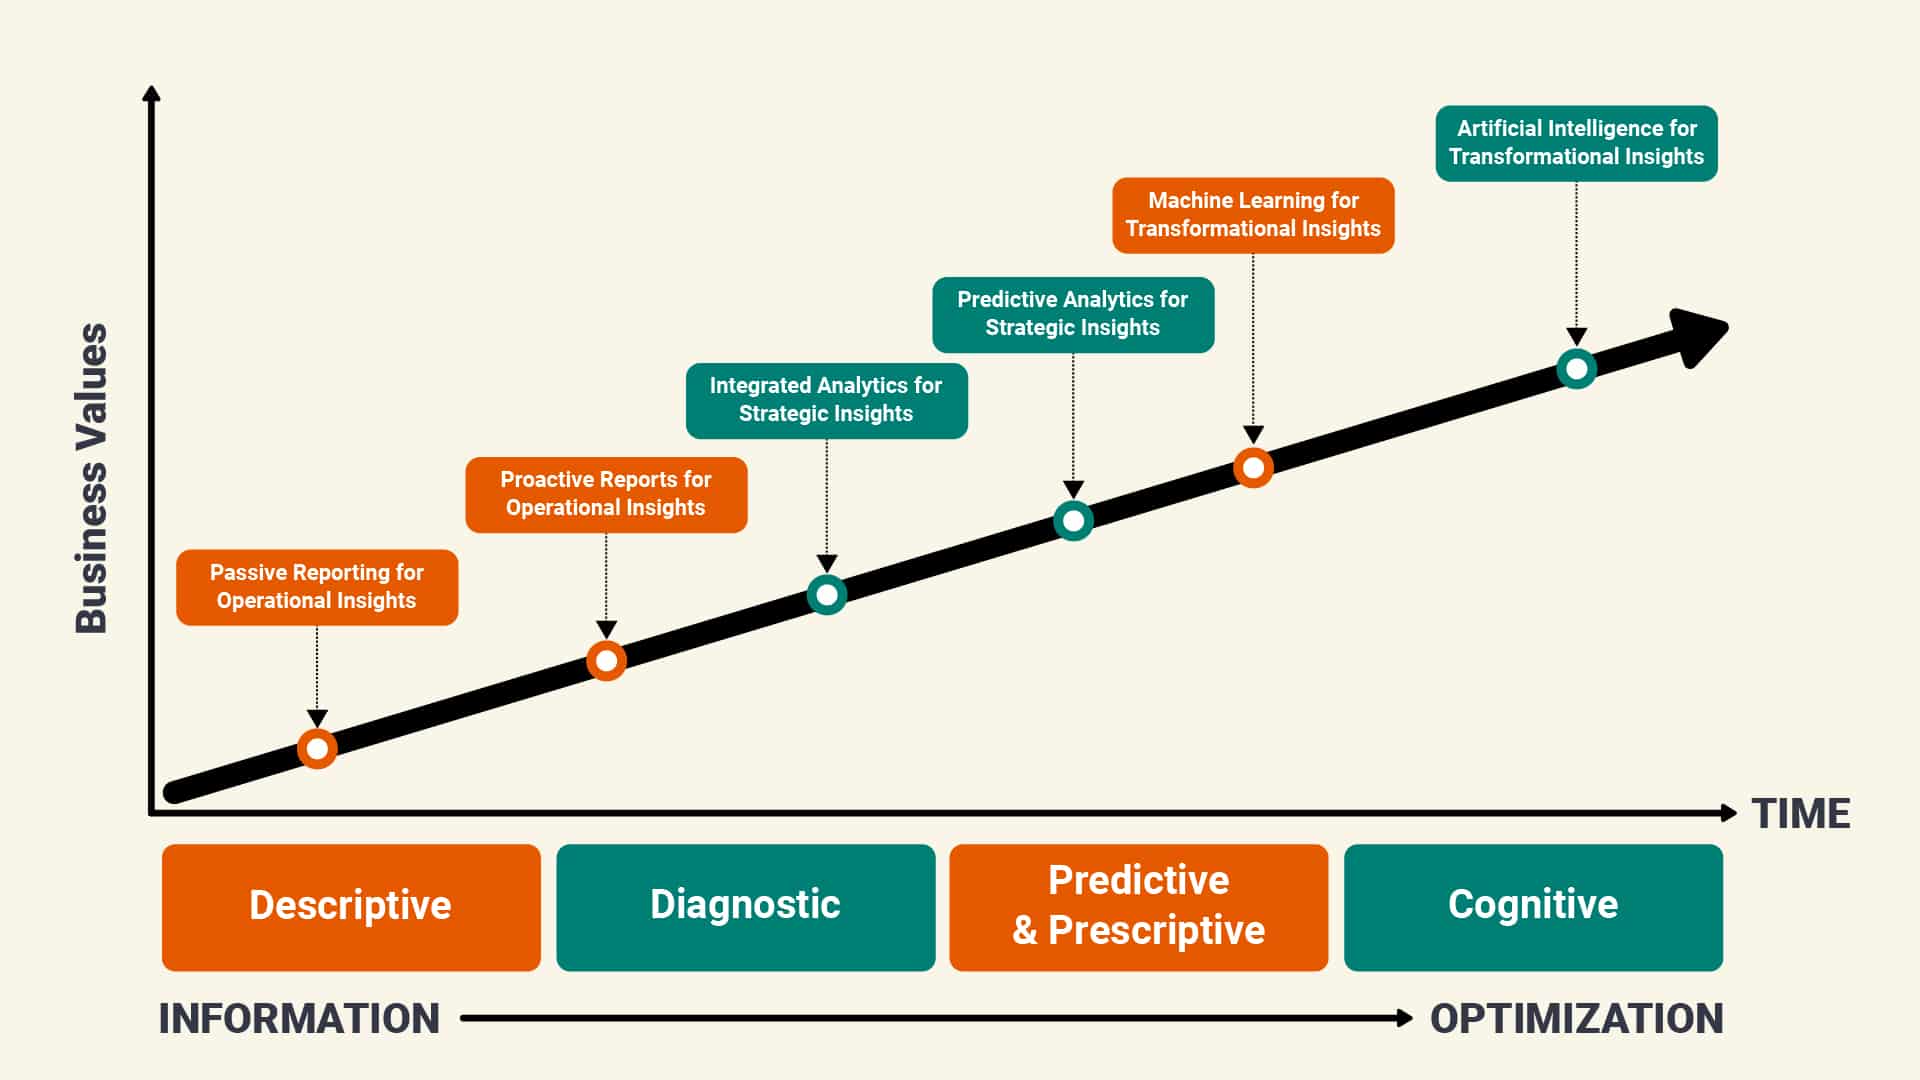 Artificial Intelligence for
Transformational Insights
Machine Learning for
Transformational Insights
Predictive Analytics for
Strategic Insights
Integrated Analytics for
Strategic Insights
Proactive Reports for
Operational Insights
Passive Reporting for
Operational Insights
Business Values
TIME
Descriptive
Diagnostic
Predictive
& Prescriptive
Cognitive
INFORMATION
OPTIMIZATION